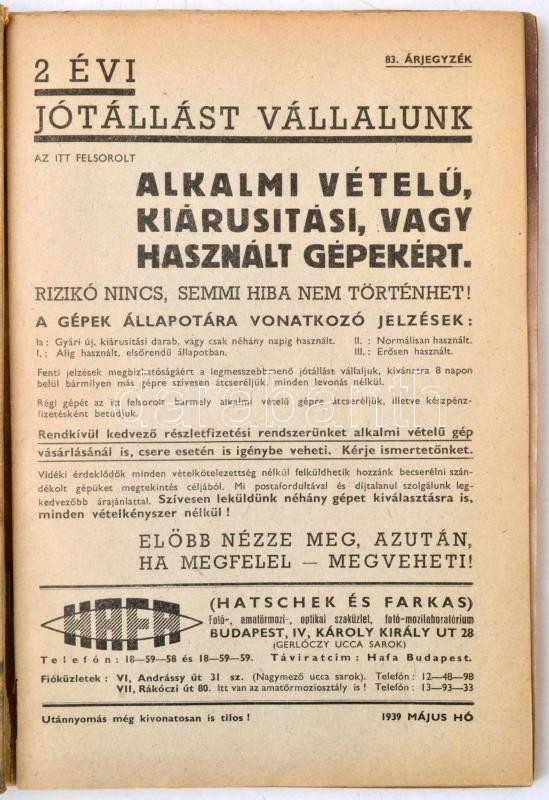 83. ÁRJEGYZÉK
2 ÉVI
JÓTÁLLÁST VÁLLALUNK
AZ ITT FELSOROLT
ALKALMI VÉTELŰ,
KIÁRUSITÁSI, VAGY
HASZNÁLT GÉPEKÉRT.
RIZIKÓ NINCS, SEMMI HIBA NEM TÖRTÉNHET!
A GÉPEK ÁLLAPOTÁRA VONATKOZÓ JELZÉSEK:
Ia: Gyári új, kiárusitási darab, vagy csak néhány napig használt.
I.: Alig használt, elsőrendű állapotban.
II.: Normálisan használt.
III.: Erősen használt.
Fenti jelzések megbizhatóságáért a legmesszebbmenő jótállást vállaljuk, kívánatra 8 napon
belül bármilyen más gépre szivesen átcseréljük, minden levonás nélkül.
Régi gépét az itt felsorolt bármely alkalmi vételű gépre átcseréljük, illetve készpénz-
fizetésként betudjuk.
Rendkívül kedvező részletfizetési rendszerünket alkalmi vételű gép
vásárlásánál is, csere esetén is igénybe veheti. Kérje ismertetőnket.
Vidéki érdeklődők minden vételkötelezettség nélkül felküldhetik hozzánk becserélni szán-
dékolt gépüket megtekintés céljából. Mi postafordultával és díjtalanul szolgálunk leg-
kedvezőbb árajánlattal. Szívesen leküldünk néhány gépet kiválasztásra is,
minden vételkényszer nélkül!
ELŐBB NÉZZE MEG, AZUTÁN,
HA MEGFELEL — MEGVEHETI!
HAFA
(HATSCHEK ÉS FARKAS)
Fotó-, amatőrmozi-, optikai szaküzlet, fotó-mozilaboratórium
BUDAPEST, IV, KÁROLY KIRÁLY UT 28
(GERLÓCZY UCCA SAROK)
Telefón: 18—59—58 és 18—59—59. Táviratcim: Hafa Budapest.
Fióküzletek: VI, Andrássy út 31 sz. (Nagymező ucca sarok). Telefón: 12—48—98
VII, Rákóczi út 80. Itt van az amatőrmoziosztály is! Telefón: 13—93—33
Utánnyomás még kivonatosan is tilos!
1939 MÁJUS HÓ
darabanth